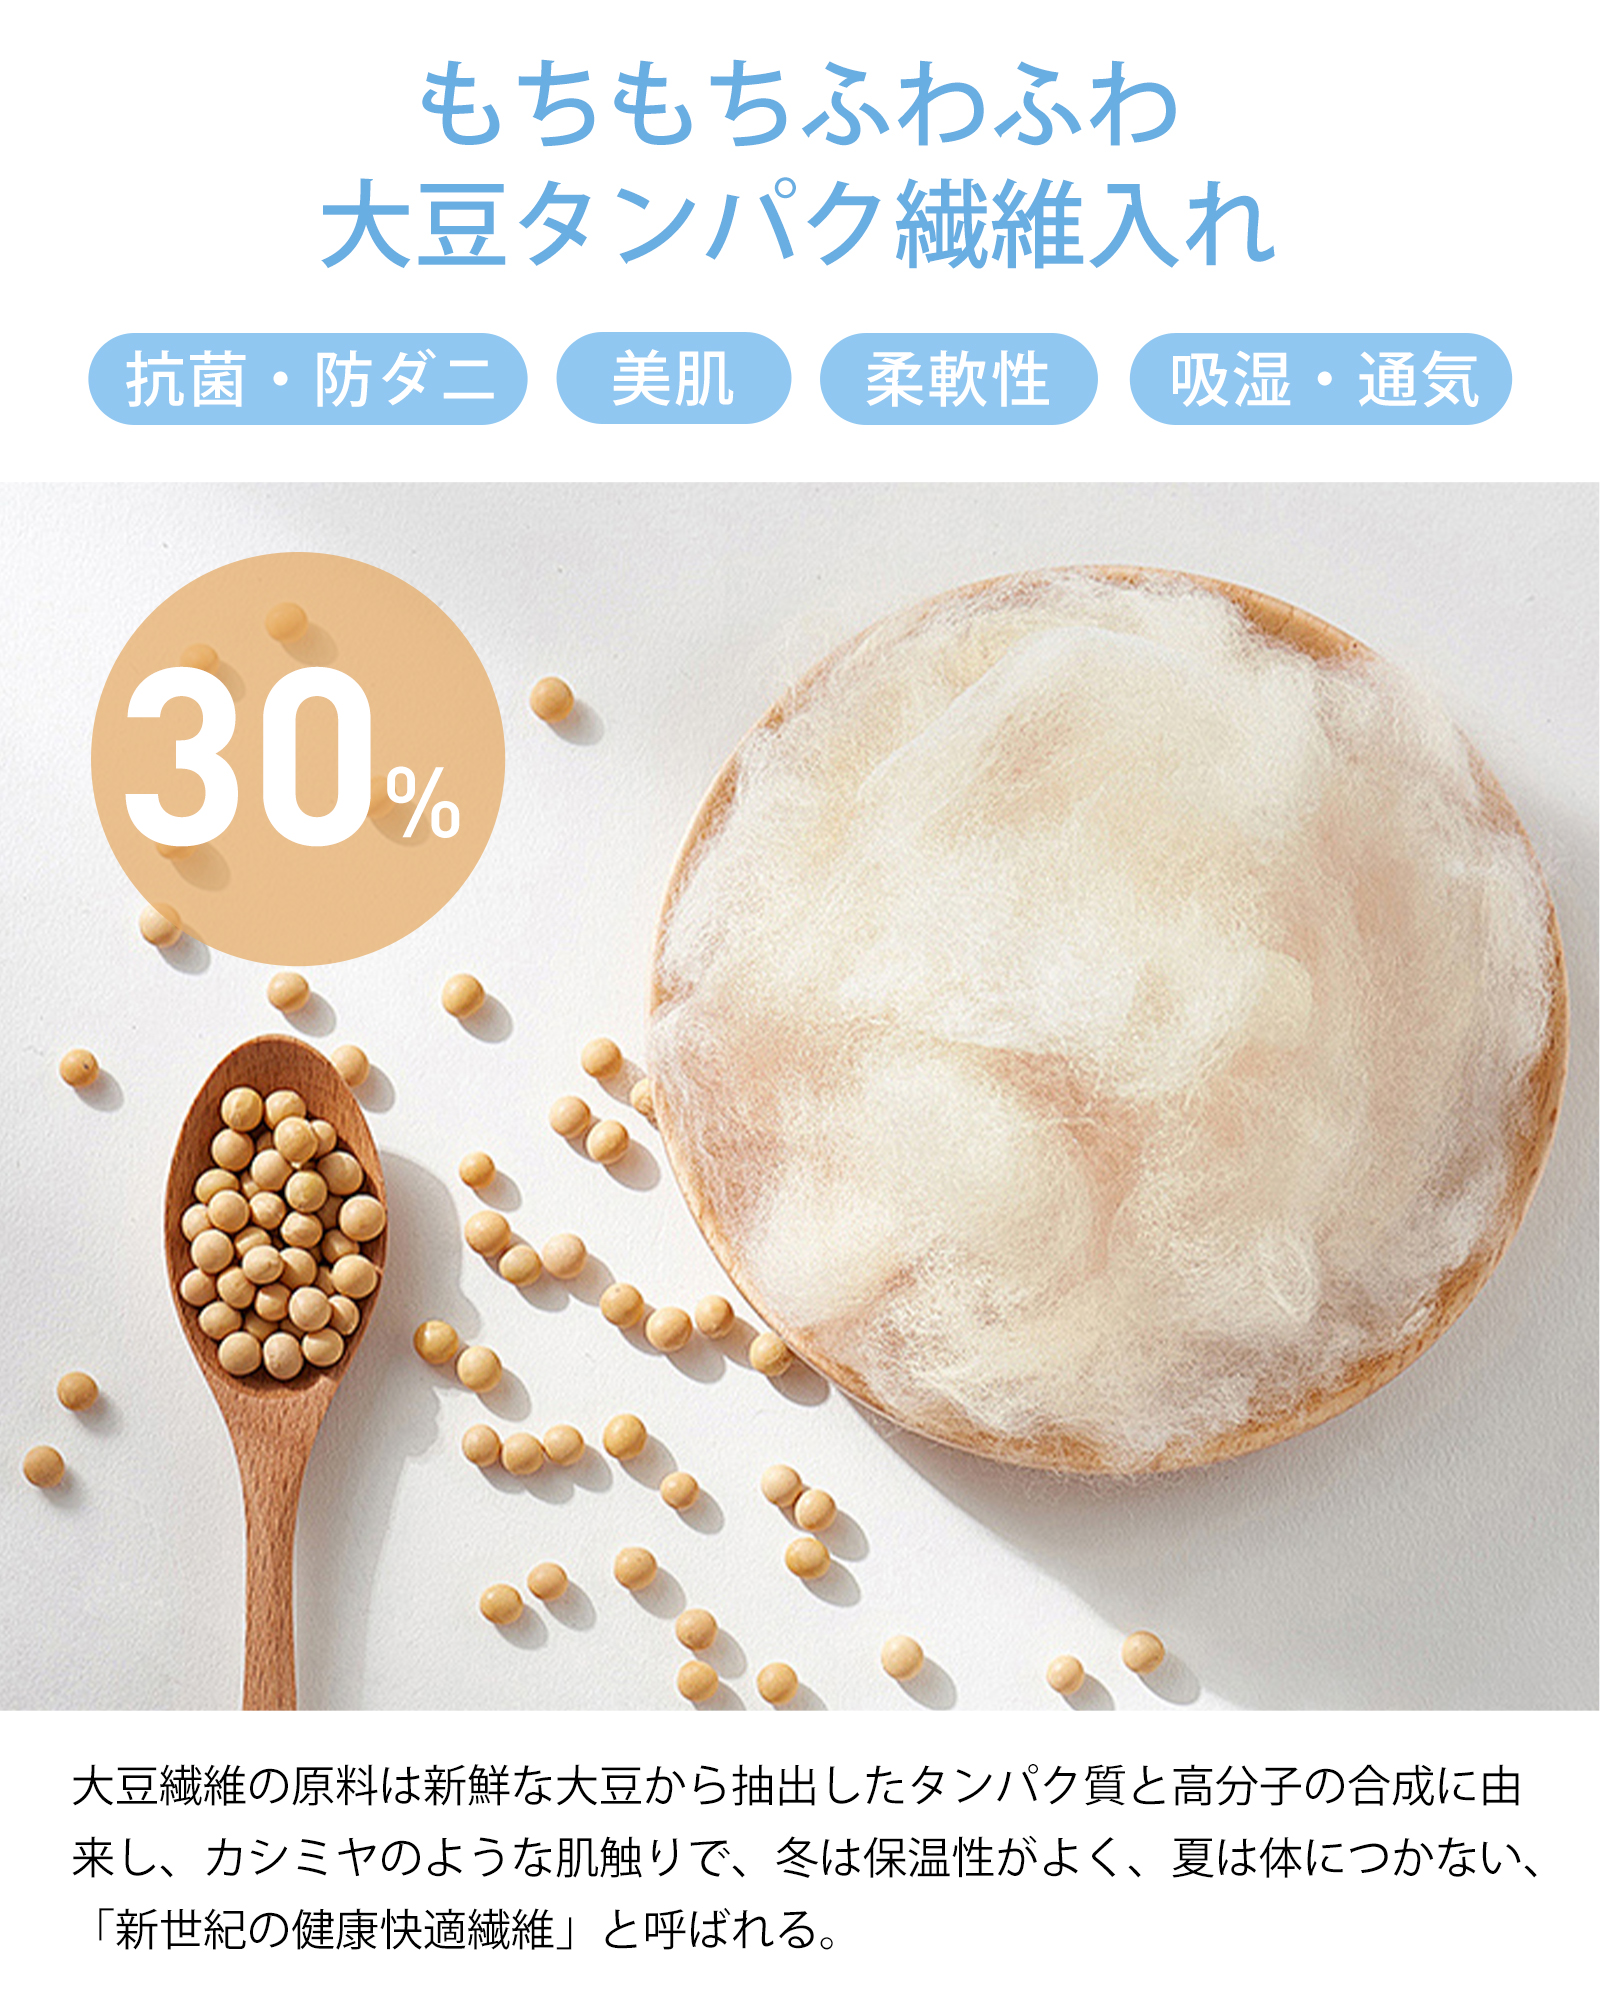 もちもちふわふわ
大豆タンパク繊維入れ
抗菌・防ダニ
美肌
柔軟性
吸湿・通気
30%
大豆繊維の原料は新鮮な大豆から抽出したタンパク質と高分子の合成に由
来し、カシミヤのような肌触りで、冬は保温性がよく、夏は体につかない、
「新世紀の健康快適繊維」と呼ばれる。